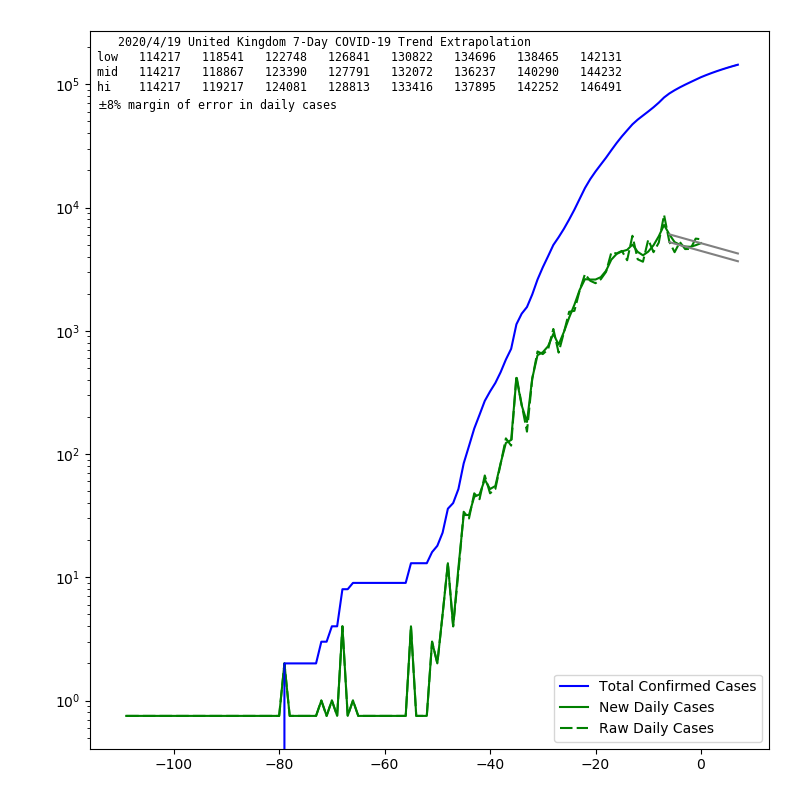 2020/4/19 United Kingdom 7-Day COVID-19 Trend Extrapolation
low 114217 118541 122748 126841 130822 134696 138465 142131
mid 114217 118867 123390 127791 132072 136237 140290 144232
hi 114217 119217 124081 128813 133416 137895 142252 146491
±8% margin of error in daily cases
10⁵
10⁴
10³
10²
10¹
10⁰
−100 −80 −60 −40 −20 0
Total Confirmed Cases
New Daily Cases
Raw Daily Cases